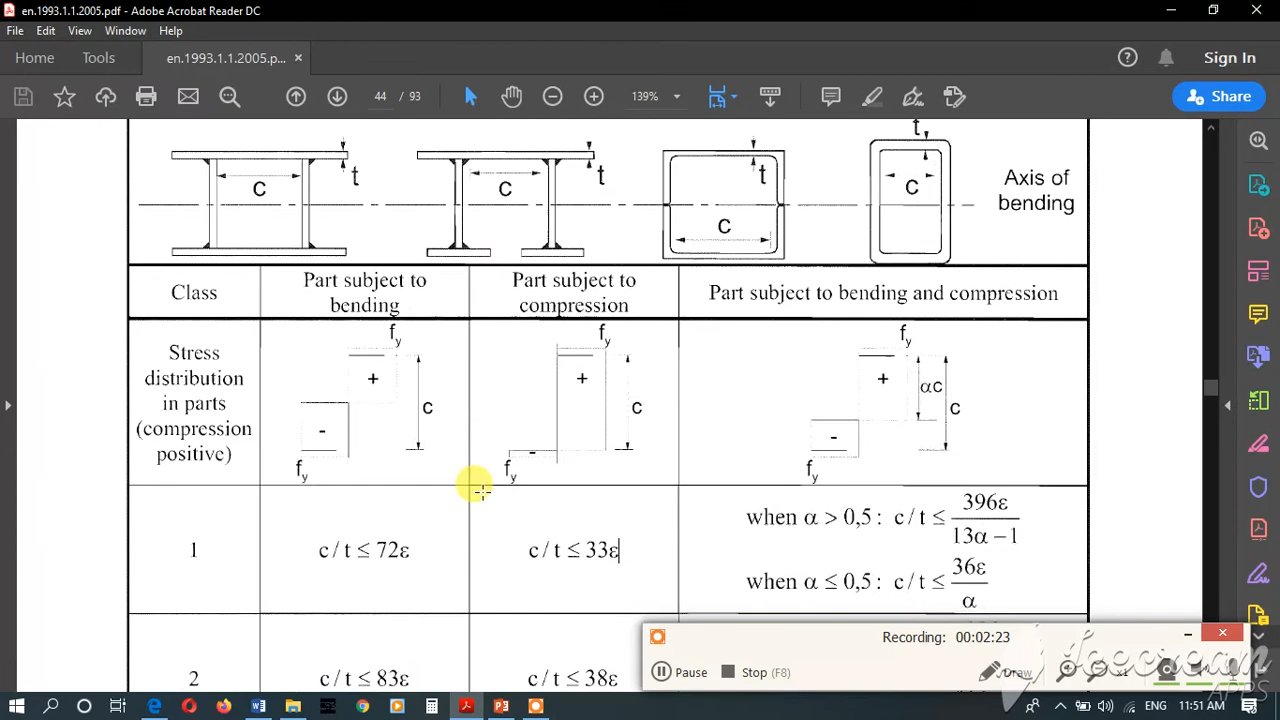 en.1993.1.1.2005.pdf - Adobe Acrobat Reader DC
File Edit View Window Help
Home Tools en.1993.1.1.2005.p... Sign In
44 / 93 139% Share
t
t t t
c c c c
Axis of
bending
Class
Part subject to
bending
Part subject to
compression
Part subject to bending and compression
Stress
distribution
in parts
(compression
positive)
fy + c - fy
fy + c - fy
fy + αc c - fy
1
c / t ≤ 72ε
c / t ≤ 33ε
when α > 0,5 : c / t ≤ 396ε / 13α − 1
when α ≤ 0,5 : c / t ≤ 36ε / α
2
c / t ≤ 83ε
c / t ≤ 38ε
Recording: 00:02:23
Pause Stop (F8) Draw x1
icecream
APPS
11:51 AM